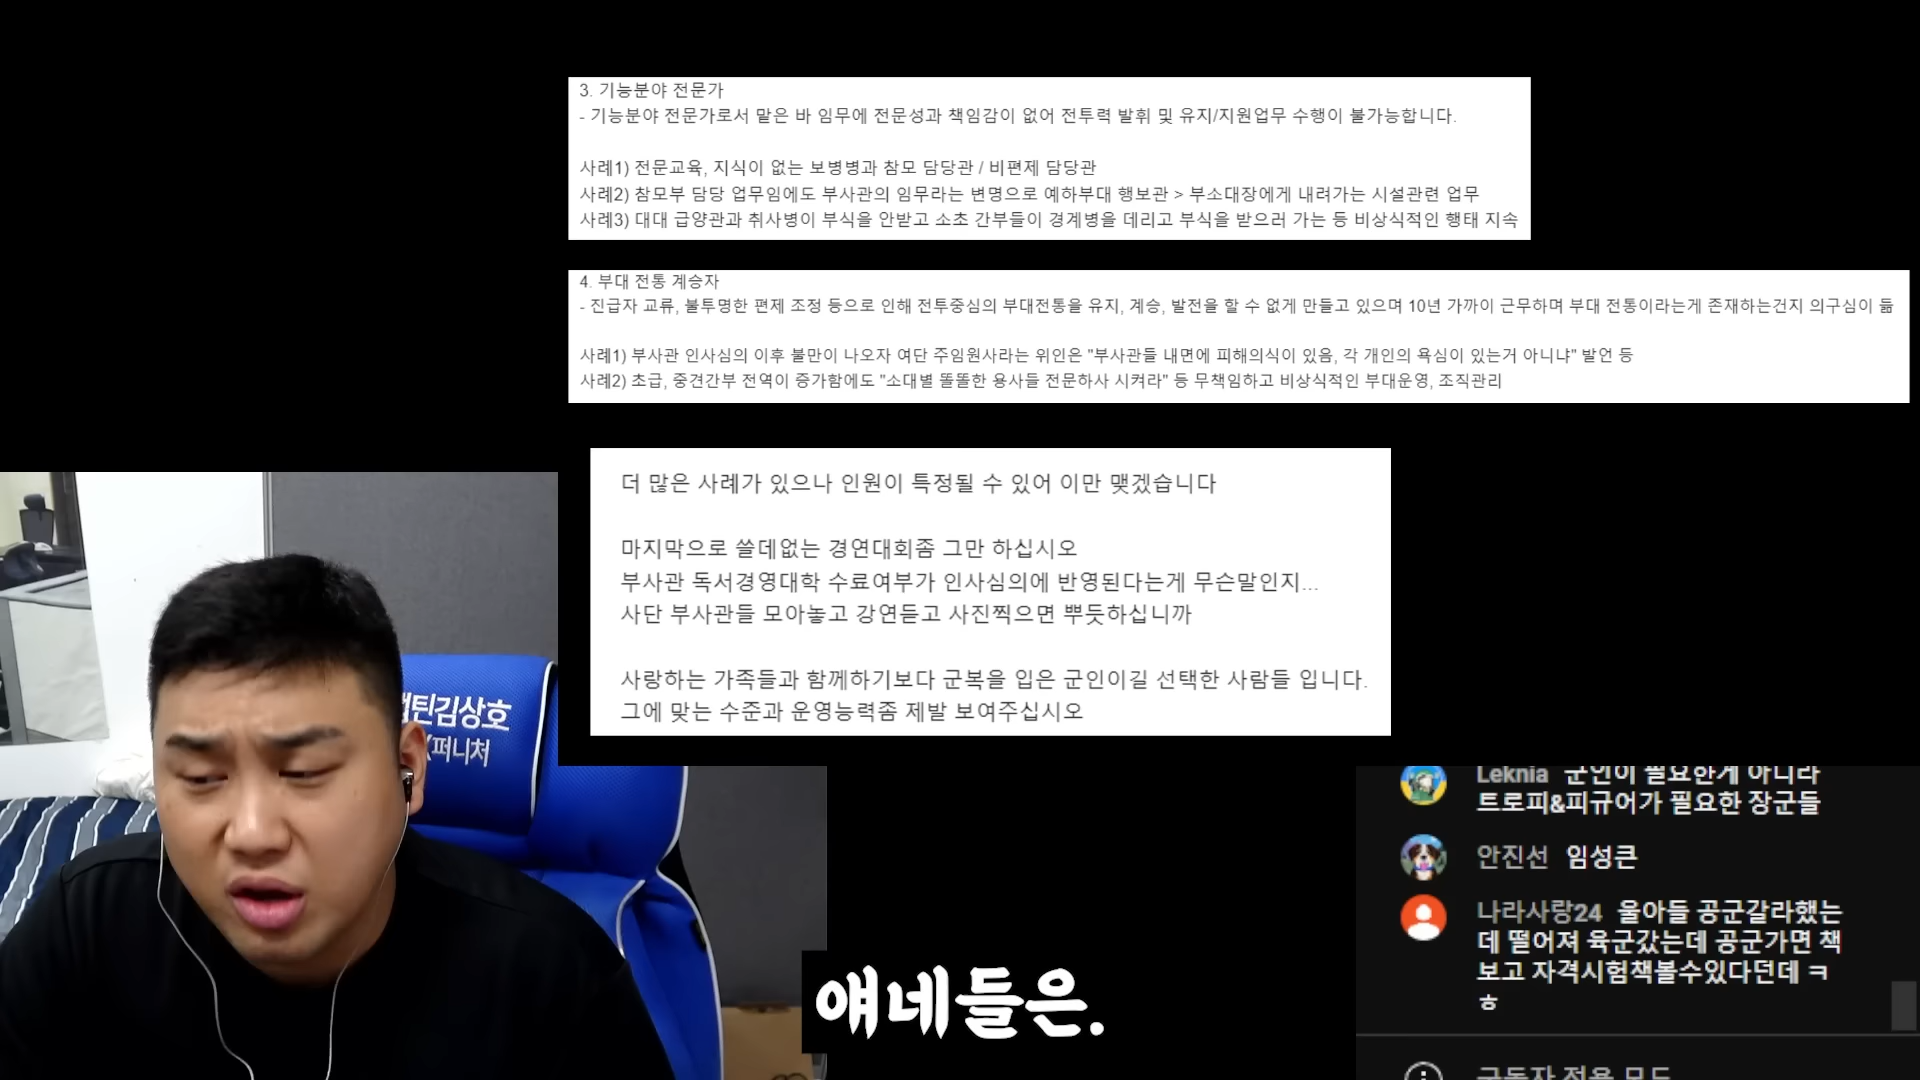 3. 기능분야 전문가
- 기능분야 전문가로서 맡은 바 임무에 전문성과 책임감이 없어 전투력 발휘 및 유지/지원업무 수행이 불가능합니다.
사례1) 전문교육, 지식이 없는 보병병과 참모 담당관 / 비편제 담당관
사례2) 참모부 담당 업무임에도 부사관의 임무라는 변명으로 예하부대 행보관 > 부소대장에게 내려가는 시설관련 업무
사례3) 대대 급양관과 취사병이 부식을 안받고 소초 간부들이 경계병을 데리고 부식을 받으러 가는 등 비상식적인 행태 지속
4. 부대 전통 계승자
- 진급자 교류, 불투명한 편제 조정 등으로 인해 전투중심의 부대전통을 유지, 계승, 발전을 할 수 없게 만들고 있으며 10년 가까이 근무하며 부대 전통이라는게 존재하는건지 의구심이 듦
사례1) 부사관 인사심의 이후 불만이 나오자 여단 주임원사라는 위인은 "부사관들 내면에 피해의식이 있음, 각 개인의 욕심이 있는거 아니냐" 발언 등
사례2) 초급, 중견간부 전역이 증가함에도 "소대별 똘똘한 용사들 전문하사 시켜라" 등 무책임하고 비상식적인 부대운영, 조직관리
더 많은 사례가 있으나 인원이 특정될 수 있어 이만 맺겠습니다
마지막으로 쓸데없는 경연대회좀 그만 하십시오
부사관 독서경영대학 수료여부가 인사심의에 반영된다는게 무슨말인지...
사단 부사관들 모아놓고 강연듣고 사진찍으면 뿌듯하십니까
사랑하는 가족들과 함께하기보다 군복을 입은 군인이길 선택한 사람들 입니다.
그에 맞는 수준과 운영능력좀 제발 보여주십시오
캡틴김상호
퍼니처
Leknia 군인이 필요한게 아니라
트로피&피규어가 필요한 장군들
안진선 임성큰
나라사랑24 울아들 공군갈라했는
데 떨어져 육군갔는데 공군가면 책
보고 자격시험책볼수있다던데 ㅋ
ㅎ
얘네들은.
구독자 전용 모드